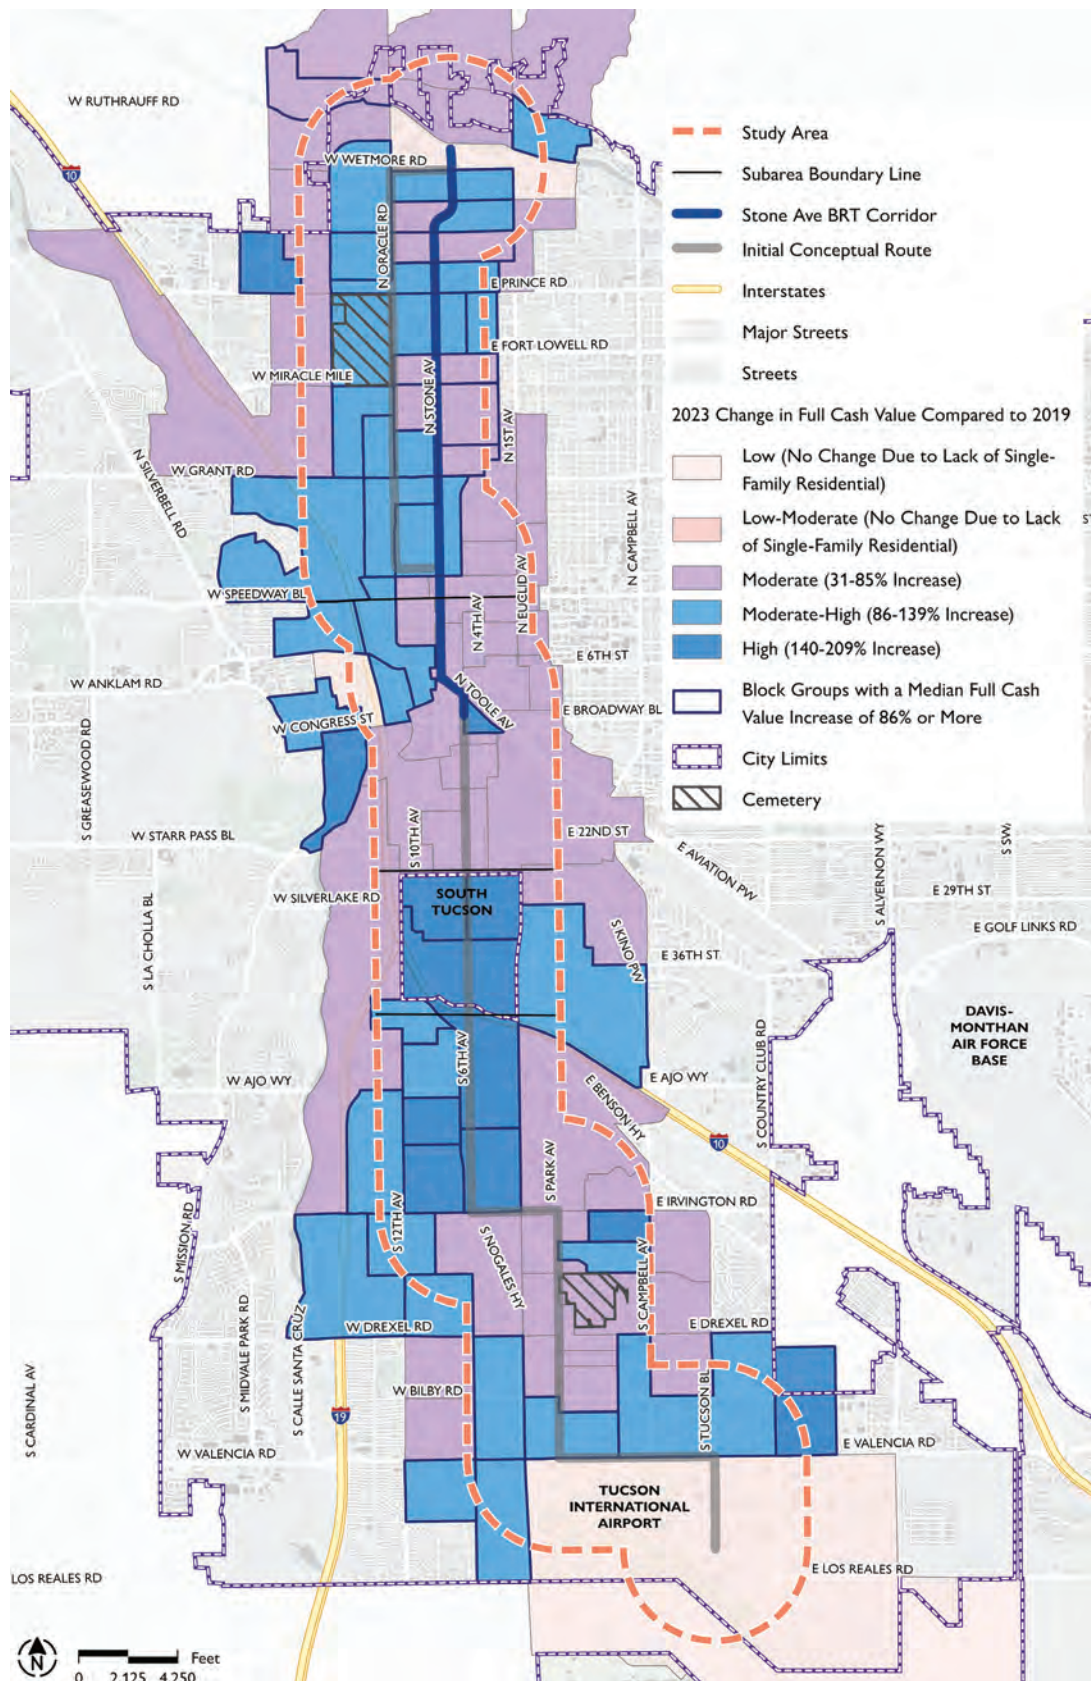 W RUTHRAUFF RD
10
W WETMORE RD
N ORACLE RD
E PRINCE RD
E FORT LOWELL RD
W MIRACLE MILE
N STONE AV
N 1ST AV
W GRANT RD
N SILVERBELL RD
N CAMPBELL AV
N EUCLID AV
W SPEEDWAY BL
N 4TH AV
E 6TH ST
W ANKLAM RD
N TOOLE AV
E BROADWAY BL
W CONGRESS ST
S GREASEWOOD RD
W STARR PASS BL
S 10TH AV
E 22ND ST
E AVIATION PW
S ALVERNON WY
S SW
W SILVERLAKE RD
SOUTH
TUCSON
E 29TH ST
S LA CHOLLA BL
S KINO PW
E GOLF LINKS RD
E 36TH ST
DAVIS-
MONTHAN
AIR FORCE
BASE
S 6TH AV
W AJO WY
E AJO WY
E BENSON HY
S COUNTRY CLUB RD
10
S PARK AV
E IRVINGTON RD
S MISSION RD
S 12TH AV
S NOGALES HY
S CAMPBELL AV
W DREXEL RD
E DREXEL RD
S MIDVALE PARK RD
S CALLE SANTA CRUZ
S CARDINAL AV
W BILBY RD
S TUCSON BL
19
W VALENCIA RD
E VALENCIA RD
TUCSON
INTERNATIONAL
AIRPORT
LOS REALES RD
E LOS REALES RD
N
Feet
0 2,125 4,250
Study Area
Subarea Boundary Line
Stone Ave BRT Corridor
Initial Conceptual Route
Interstates
Major Streets
Streets
2023 Change in Full Cash Value Compared to 2019
Low (No Change Due to Lack of Single-
Family Residential)
Low-Moderate (No Change Due to Lack
of Single-Family Residential)
Moderate (31-85% Increase)
Moderate-High (86-139% Increase)
High (140-209% Increase)
Block Groups with a Median Full Cash
Value Increase of 86% or More
City Limits
Cemetery